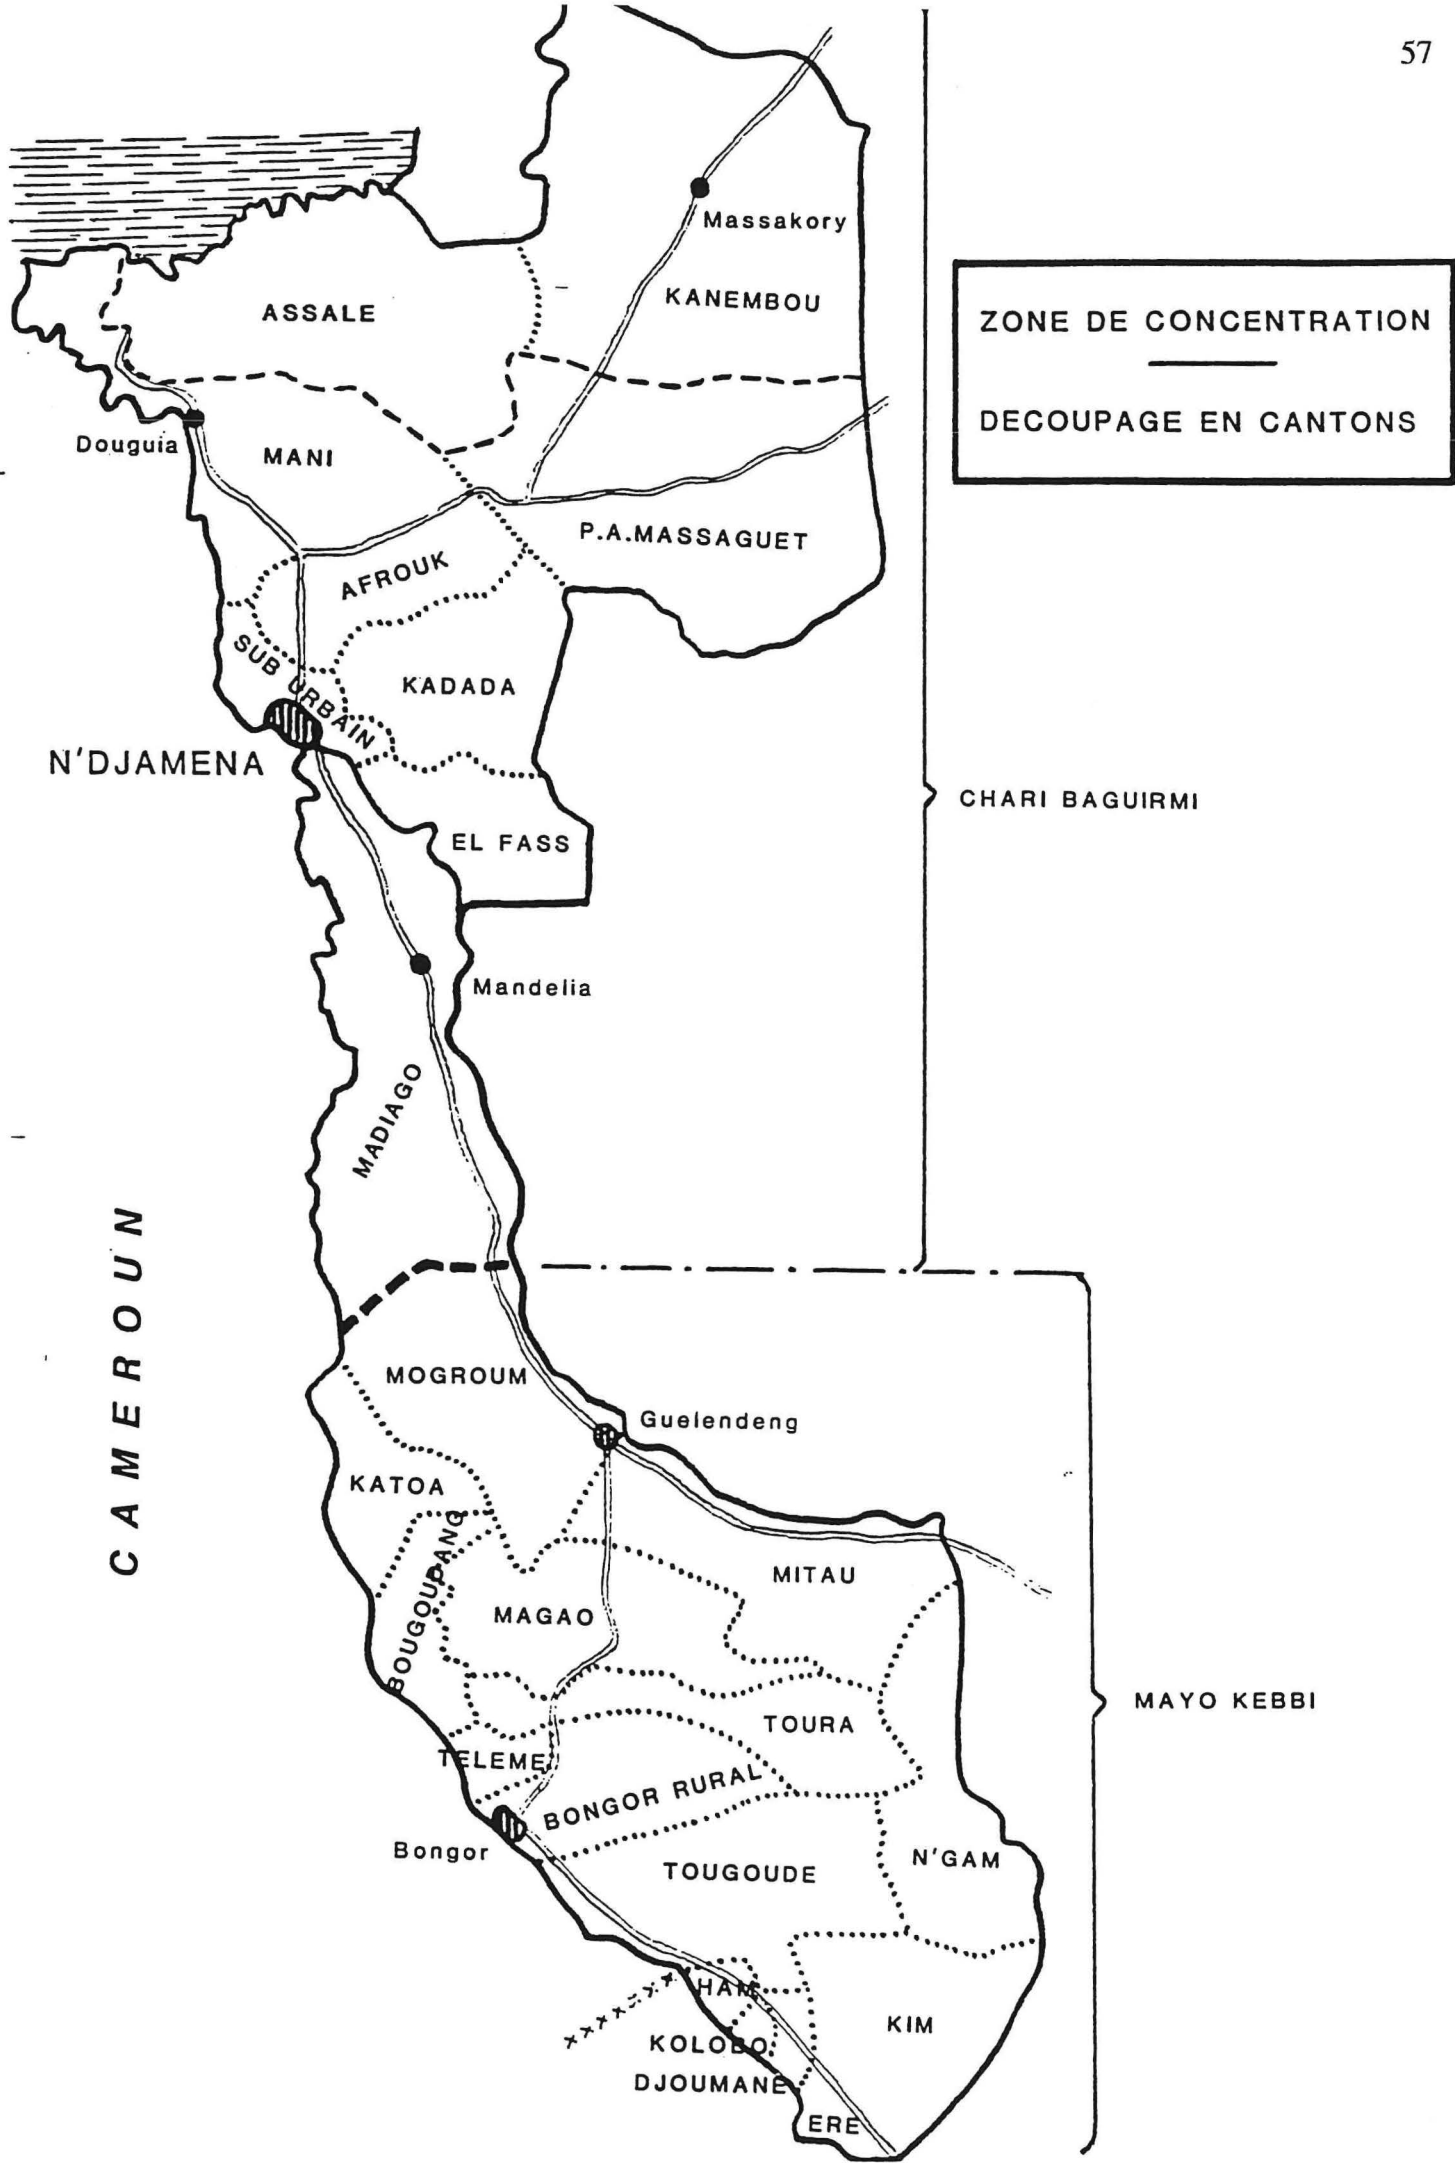 57
Massakory
KANEMBOU
ASSALE
ZONE DE CONCENTRATION
DECOUPAGE EN CANTONS
Douguia
MANI
P.A.MASSAGUET
AFROUK
SUB URBAIN
KADADA
N'DJAMENA
CHARI BAGUIRMI
EL FASS
Mandelia
MADIAGO
CAMEROUN
MOGROUM
Guelendeng
KATOA
BOUGOUDANG
MITAU
MAGAO
MAYO KEBBI
TOURA
TELEME
BONGOR RURAL
Bongor
N'GAM
TOUGOUDE
HAM
KIM
KOLOBO
DJOUMANE
ERE